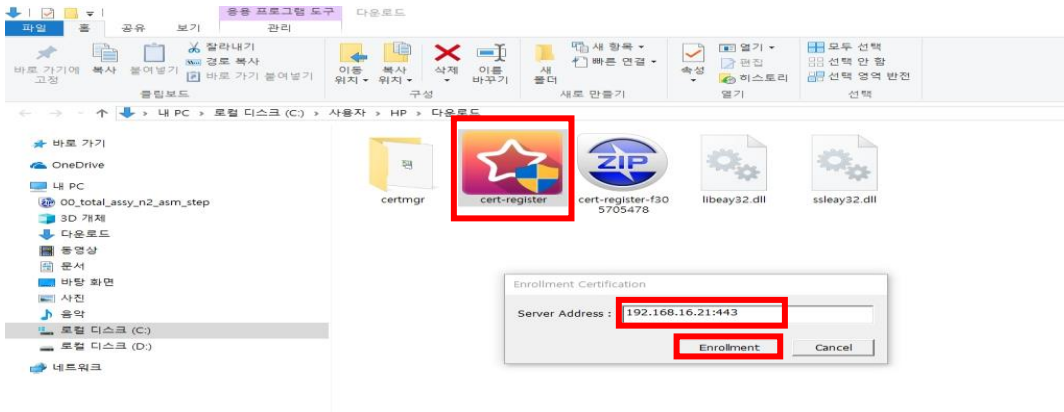 응용 프로그램 도구 다운로드
파일 홈 공유 보기 관리
바로 가기에 고정
복사
붙여넣기
잘라내기
경로 복사
바로 가기 붙여넣기
클립보드
이동 위치
복사 위치
삭제
이름 바꾸기
구성
새 폴더
새 항목
빠른 연결
새로 만들기
속성
열기
편집
히스토리
열기
모두 선택
선택 안 함
선택 영역 반전
선택
내 PC > 로컬 디스크 (C:) > 사용자 > HP > 다운로드
바로 가기
OneDrive
내 PC
00_total_assy_n2_asm_step
3D 개체
다운로드
동영상
문서
바탕 화면
사진
음악
로컬 디스크 (C:)
로컬 디스크 (D:)
네트워크
certmgr
cert-register
ZIP
cert-register-f30
5705478
libeay32.dll
ssleay32.dll
Enrollment Certification
Server Address : 192.168.16.21:443
Enrollment Cancel